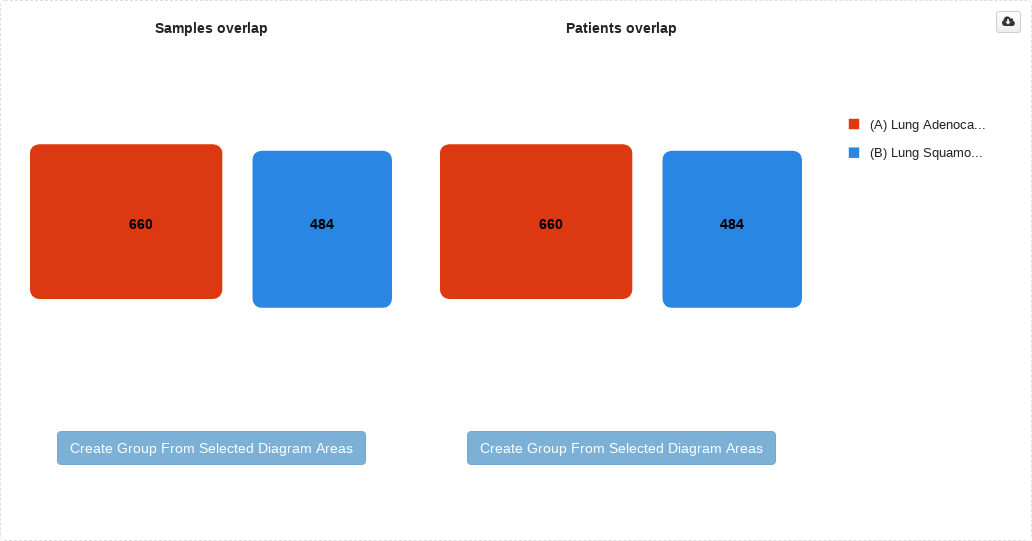 Samples overlap
Patients overlap
(A) Lung Adenoca...
(B) Lung Squamo...
660
484
660
484
Create Group From Selected Diagram Areas
Create Group From Selected Diagram Areas